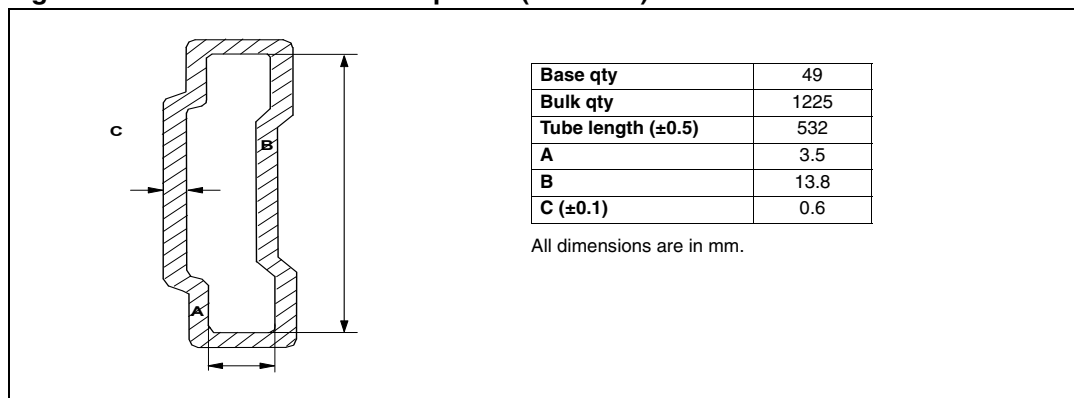 C
B
A
Base qty 49
Bulk qty 1225
Tube length (±0.5) 532
A 3.5
B 13.8
C (±0.1) 0.6
All dimensions are in mm.